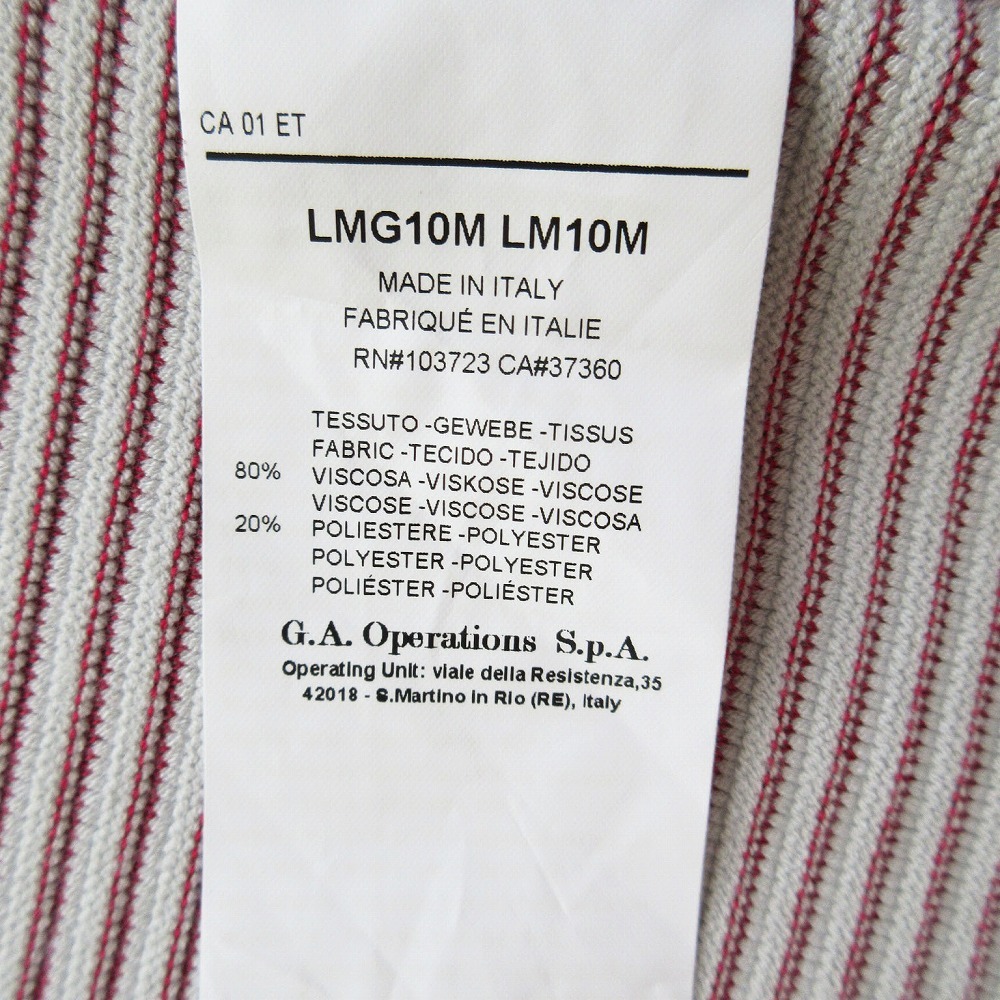 CA 01 ET
LMG10M LM10M
MADE IN ITALY
FABRIQUÉ EN ITALIE
RN#103723 CA#37360
TESSUTO -GEWEBE -TISSUS
FABRIC -TECIDO -TEJIDO
80% VISCOSA -VISKOSE -VISCOSE
VISCOSE -VISCOSE -VISCOSA
20% POLIESTERE -POLYESTER
POLYESTER -POLYESTER
POLIÉSTER -POLIÉSTER
G.A. Operations S.p.A.
Operating Unit: viale della Resistenza,35
42018 - S.Martino in Rio (RE), Italy